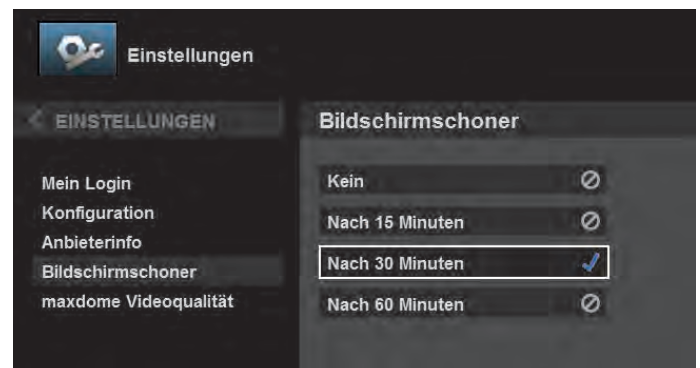 Einstellungen
EINSTELLUNGEN
Bildschirmschoner
Mein Login
Konfiguration
Anbieterinfo
Bildschirmschoner
maxdome Videoqualität
Kein
Nach 15 Minuten
Nach 30 Minuten
Nach 60 Minuten